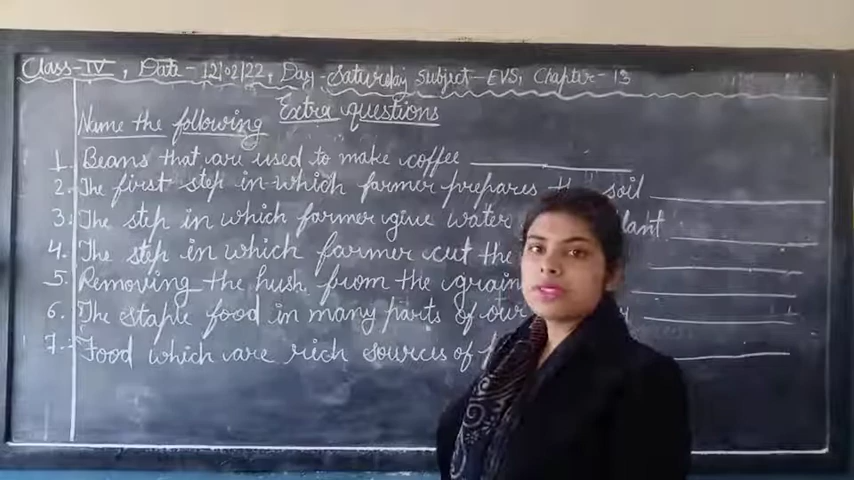 Class-IV, Date- 12/02/22, Day- Saturday Subject-EVS, Chapter- 13
Extra questions
Name the following
1. Beans that are used to make coffee
2. The first step in which farmer prepares the soil
3. The step in which farmer give water lant
4. The step in which farmer cut the
5. Removing the husk from the grain
6. The staple food in many parts of our
7. Food which are rich sources of